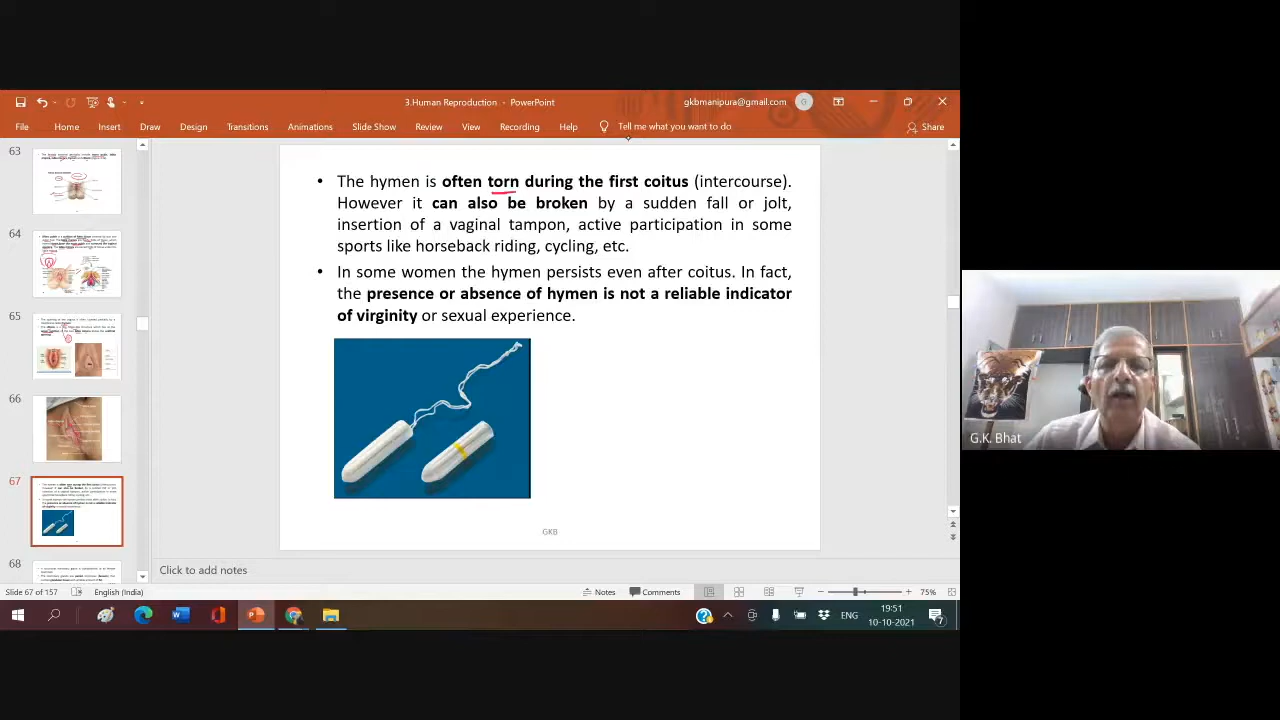 3.Human Reproduction - PowerPoint
gkbmanipura@gmail.com G
File Home Insert Draw Design Transitions Animations Slide Show Review View Recording Help Tell me what you want to do Share
63
64
65
66
67
68
• The hymen is often torn during the first coitus (intercourse).
However it can also be broken by a sudden fall or jolt,
insertion of a vaginal tampon, active participation in some
sports like horseback riding, cycling, etc.
• In some women the hymen persists even after coitus. In fact,
the presence or absence of hymen is not a reliable indicator
of virginity or sexual experience.
GKB
G.K. Bhat
Click to add notes
Slide 67 of 157 English (India) Notes Comments 75%
ENG 19:51
10-10-2021
7